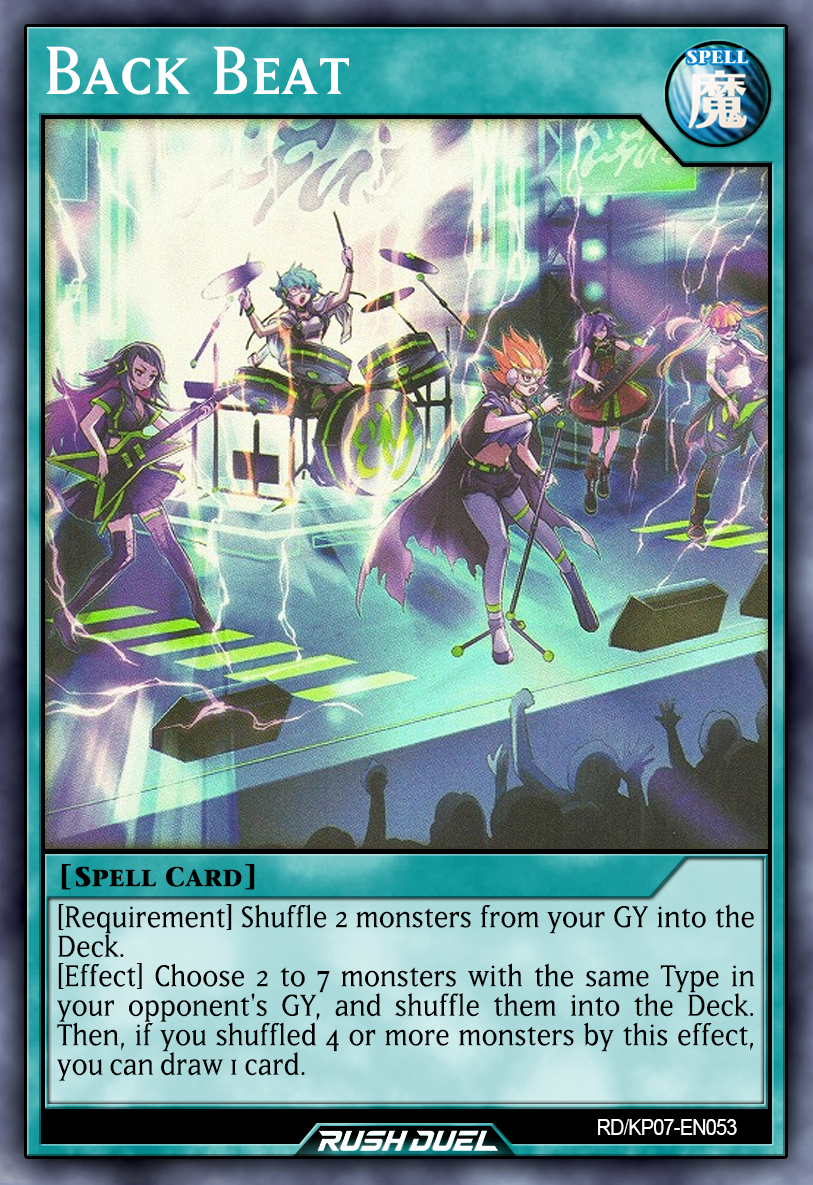 Back Beat
SPELL
魔
[Spell Card]
[Requirement] Shuffle 2 monsters from your GY into the
Deck.
[Effect] Choose 2 to 7 monsters with the same Type in
your opponent's GY, and shuffle them into the Deck.
Then, if you shuffled 4 or more monsters by this effect,
you can draw 1 card.
RD/KP07-EN053
RUSH DUEL